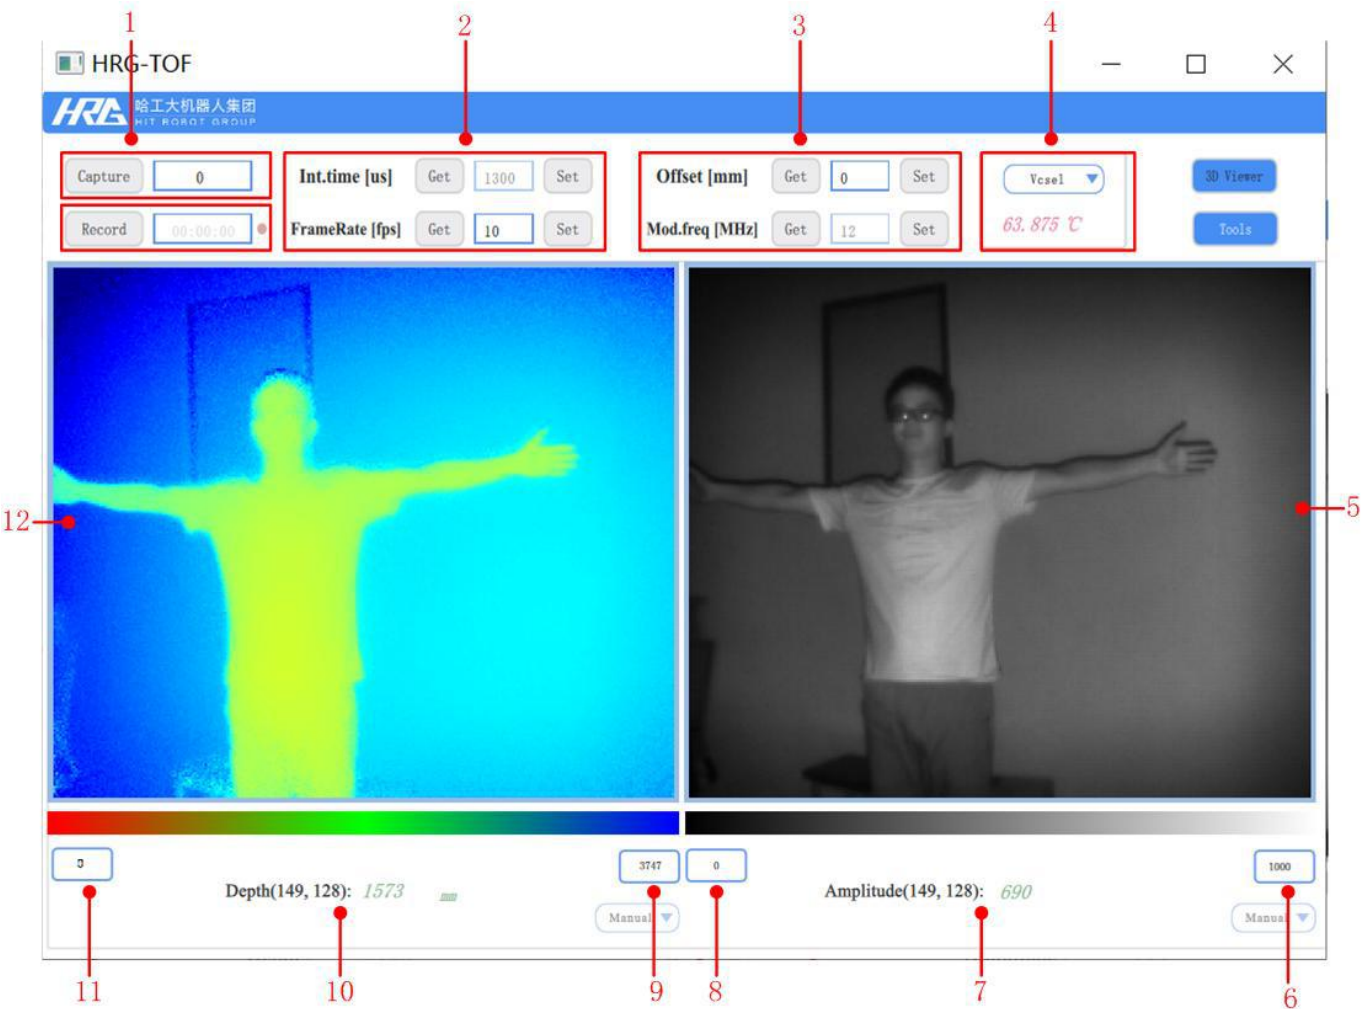 1 2 3 4
HRG-TOF
HRG 哈工大机器人集团
HIT ROBOT GROUP
Capture 0 Int.time [us] Get 1300 Set Offset [mm] Get 0 Set Vcsel 3D Viewer
Record 00:00:00 FrameRate [fps] Get 10 Set Mod.freq [MHz] Get 12 Set 63.875 ℃ Tools
12 5
0 3747 0 1000
Depth(149, 128): 1573 mm Amplitude(149, 128): 690
Manual Manual
11 10 9 8 7 6